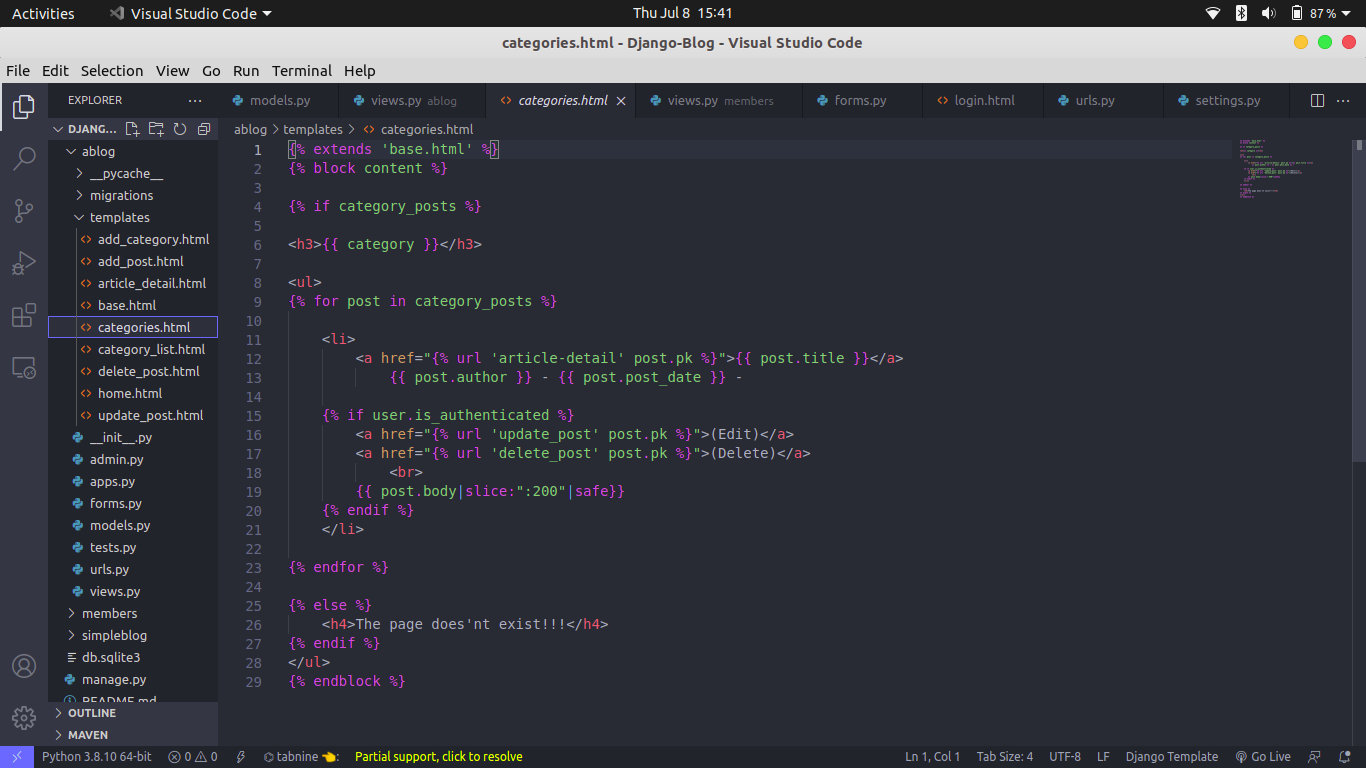 Activities Visual Studio Code Thu Jul 8 15:41 87 %
categories.html - Django-Blog - Visual Studio Code
File Edit Selection View Go Run Terminal Help
EXPLORER ··· models.py views.py ablog categories.html views.py members forms.py login.html urls.py settings.py ···
DJANG... ablog > templates > categories.html
ablog
__pycache__
migrations
templates
add_category.html
add_post.html
article_detail.html
base.html
categories.html
category_list.html
delete_post.html
home.html
update_post.html
__init__.py
admin.py
apps.py
forms.py
models.py
tests.py
urls.py
views.py
members
simpleblog
db.sqlite3
manage.py
README.md
OUTLINE
MAVEN
1 {% extends 'base.html' %}
2 {% block content %}
3
4 {% if category_posts %}
5
6 <h3>{{ category }}</h3>
7
8 <ul>
9 {% for post in category_posts %}
10
11 <li>
12 <a href="{% url 'article-detail' post.pk %}">{{ post.title }}</a>
13 {{ post.author }} - {{ post.post_date }} -
14
15 {% if user.is_authenticated %}
16 <a href="{% url 'update_post' post.pk %}">(Edit)</a>
17 <a href="{% url 'delete_post' post.pk %}">(Delete)</a>
18 <br>
19 {{ post.body|slice:":200"|safe}}
20 {% endif %}
21 </li>
22
23 {% endfor %}
24
25 {% else %}
26 <h4>The page does'nt exist!!!</h4>
27 {% endif %}
28 </ul>
29 {% endblock %}
Python 3.8.10 64-bit 0 0 tabnine 👈: Partial support, click to resolve Ln 1, Col 1 Tab Size: 4 UTF-8 LF Django Template Go Live